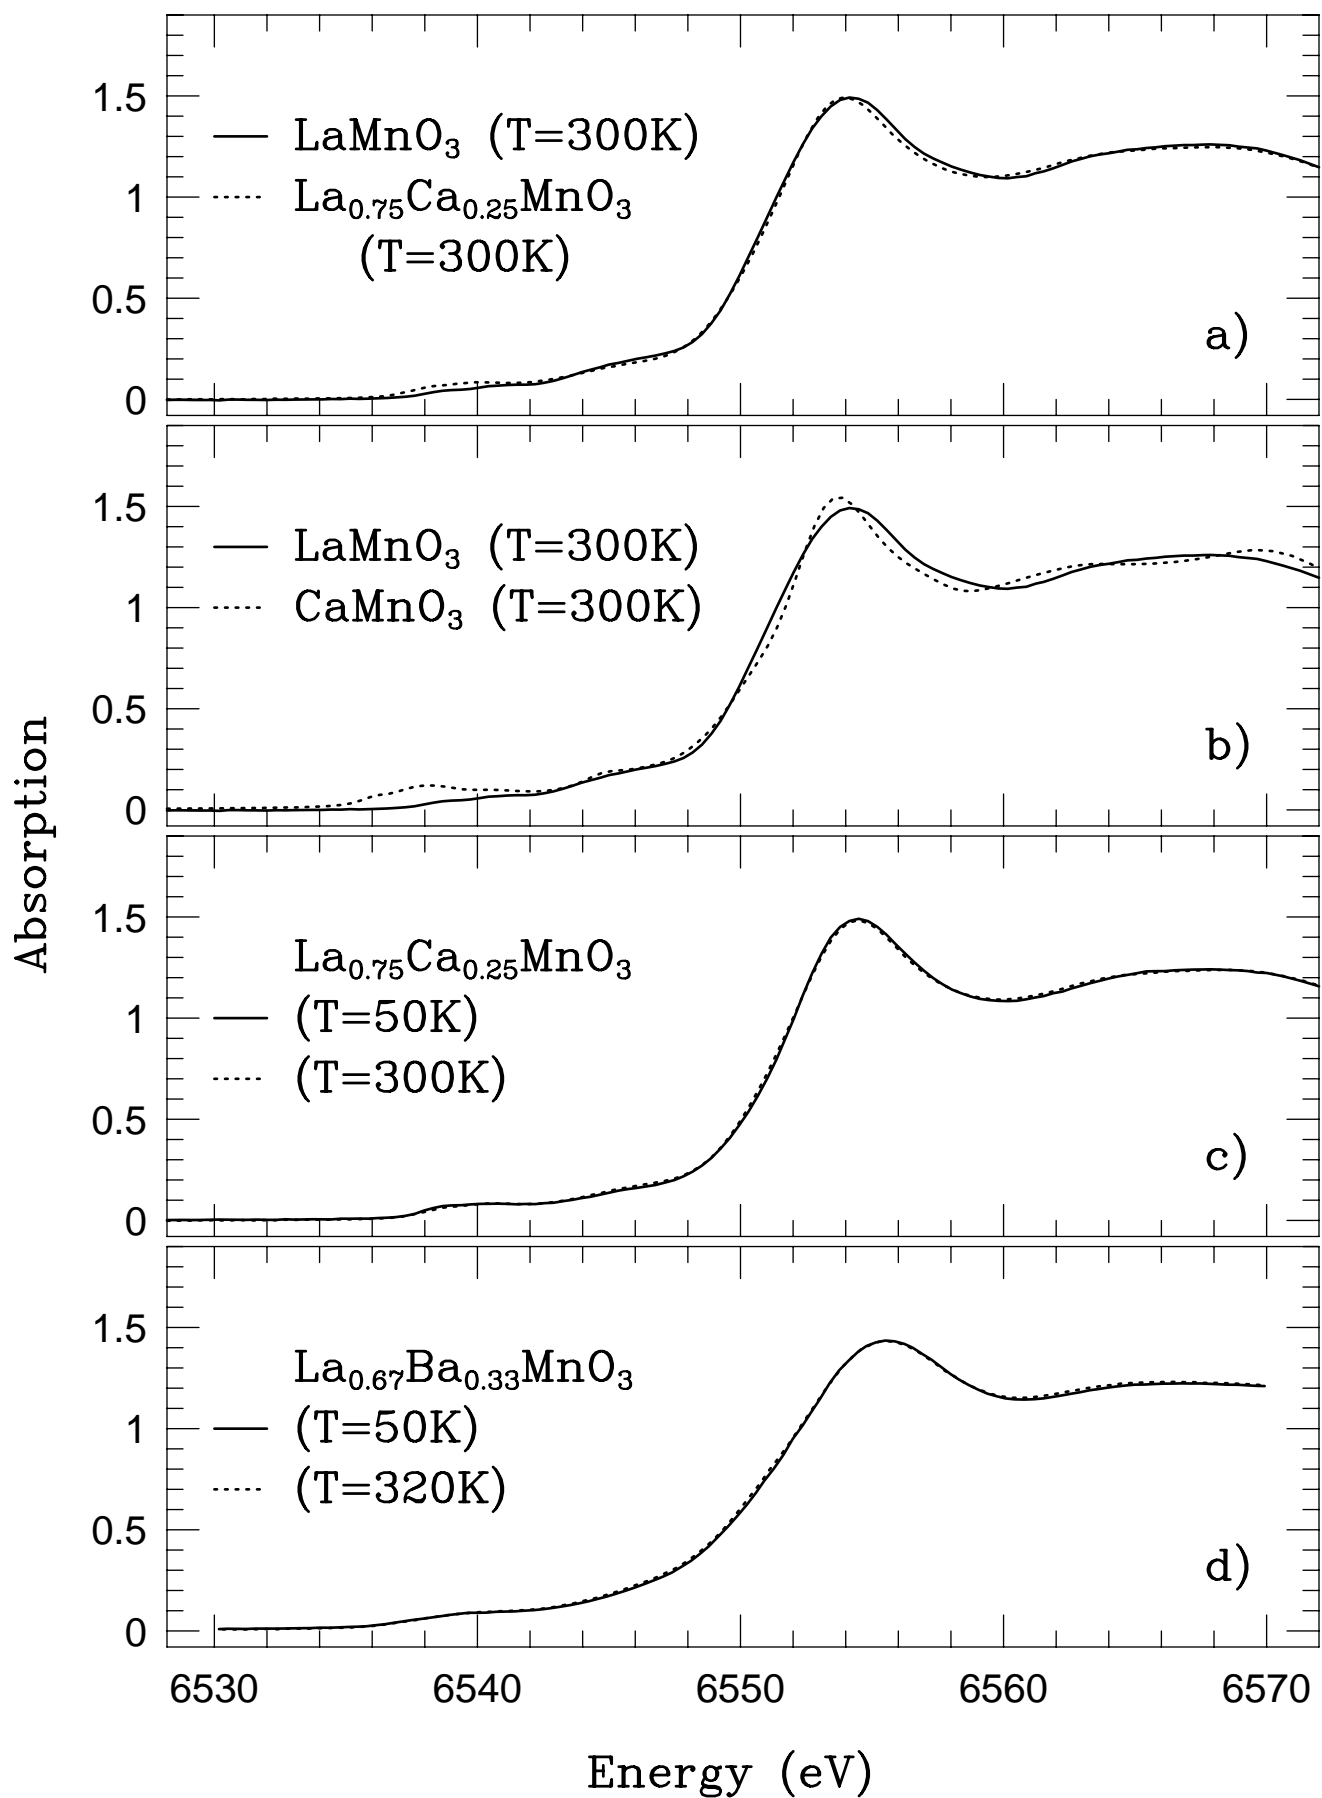 Absorption
1.5
1
0.5
0
LaMnO₃ (T=300K)
La₀.₇₅Ca₀.₂₅MnO₃
(T=300K)
a)
1.5
1
0.5
0
LaMnO₃ (T=300K)
CaMnO₃ (T=300K)
b)
1.5
1
0.5
0
La₀.₇₅Ca₀.₂₅MnO₃
(T=50K)
(T=300K)
c)
1.5
1
0.5
0
La₀.₆₇Ba₀.₃₃MnO₃
(T=50K)
(T=320K)
d)
6530 6540 6550 6560 6570
Energy (eV)